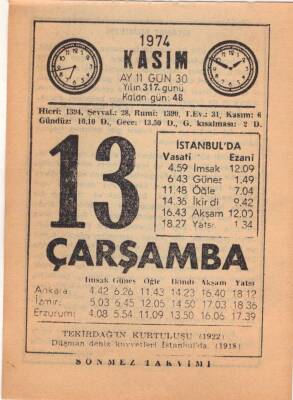 1974
KASIM
AY 11 GÜN 30
Yılın 317. günü
Kalan gün: 48
Hicri: 1394, Şevval: 28, Rumi: 1390, T.Ev.: 31, Kasım: 6
Gündüz: 10,10 D., Gece: 13,50 D., G. kısalması: 2 D.
13
İSTANBUL'DA
Vasati Ezani
4.59 İmsak 12.09
6.43 Güneş 1.49
11.48 Öğle 7.04
14.36 İkindi 9.42
16.43 Akşam 12.00
18.27 Yatsı 1.34
ÇARŞAMBA
İmsak Güneş Öğle İkindi Akşam Yatsı
Ankara: 4.42 6.26 11.43 14.23 16.40 18.12
İzmir: 5.03 6.45 12.05 14.50 17.03 18.36
Erzurum: 4.08 5.54 11.09 13.50 16.06 17.39
TEKİRDAĞ'IN KURTULUŞU (1922)
Düşman deniz kuvvetleri İstanbul'da. (1918)
SÖNMEZ TAKVİMİ